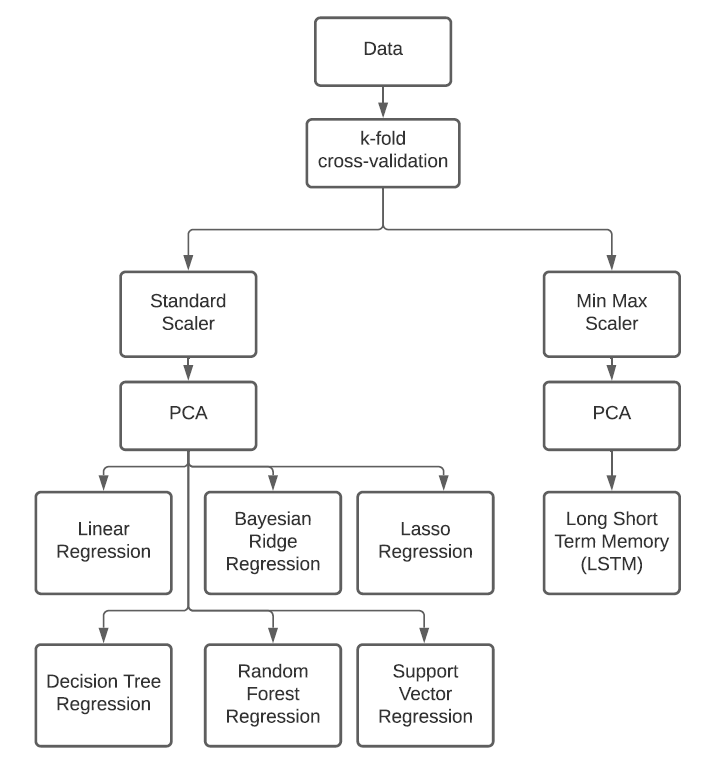 Data
k-fold
cross-validation
Standard
Scaler
Min Max
Scaler
PCA
PCA
Linear
Regression
Bayesian
Ridge
Regression
Lasso
Regression
Long Short
Term Memory
(LSTM)
Decision Tree
Regression
Random
Forest
Regression
Support
Vector
Regression